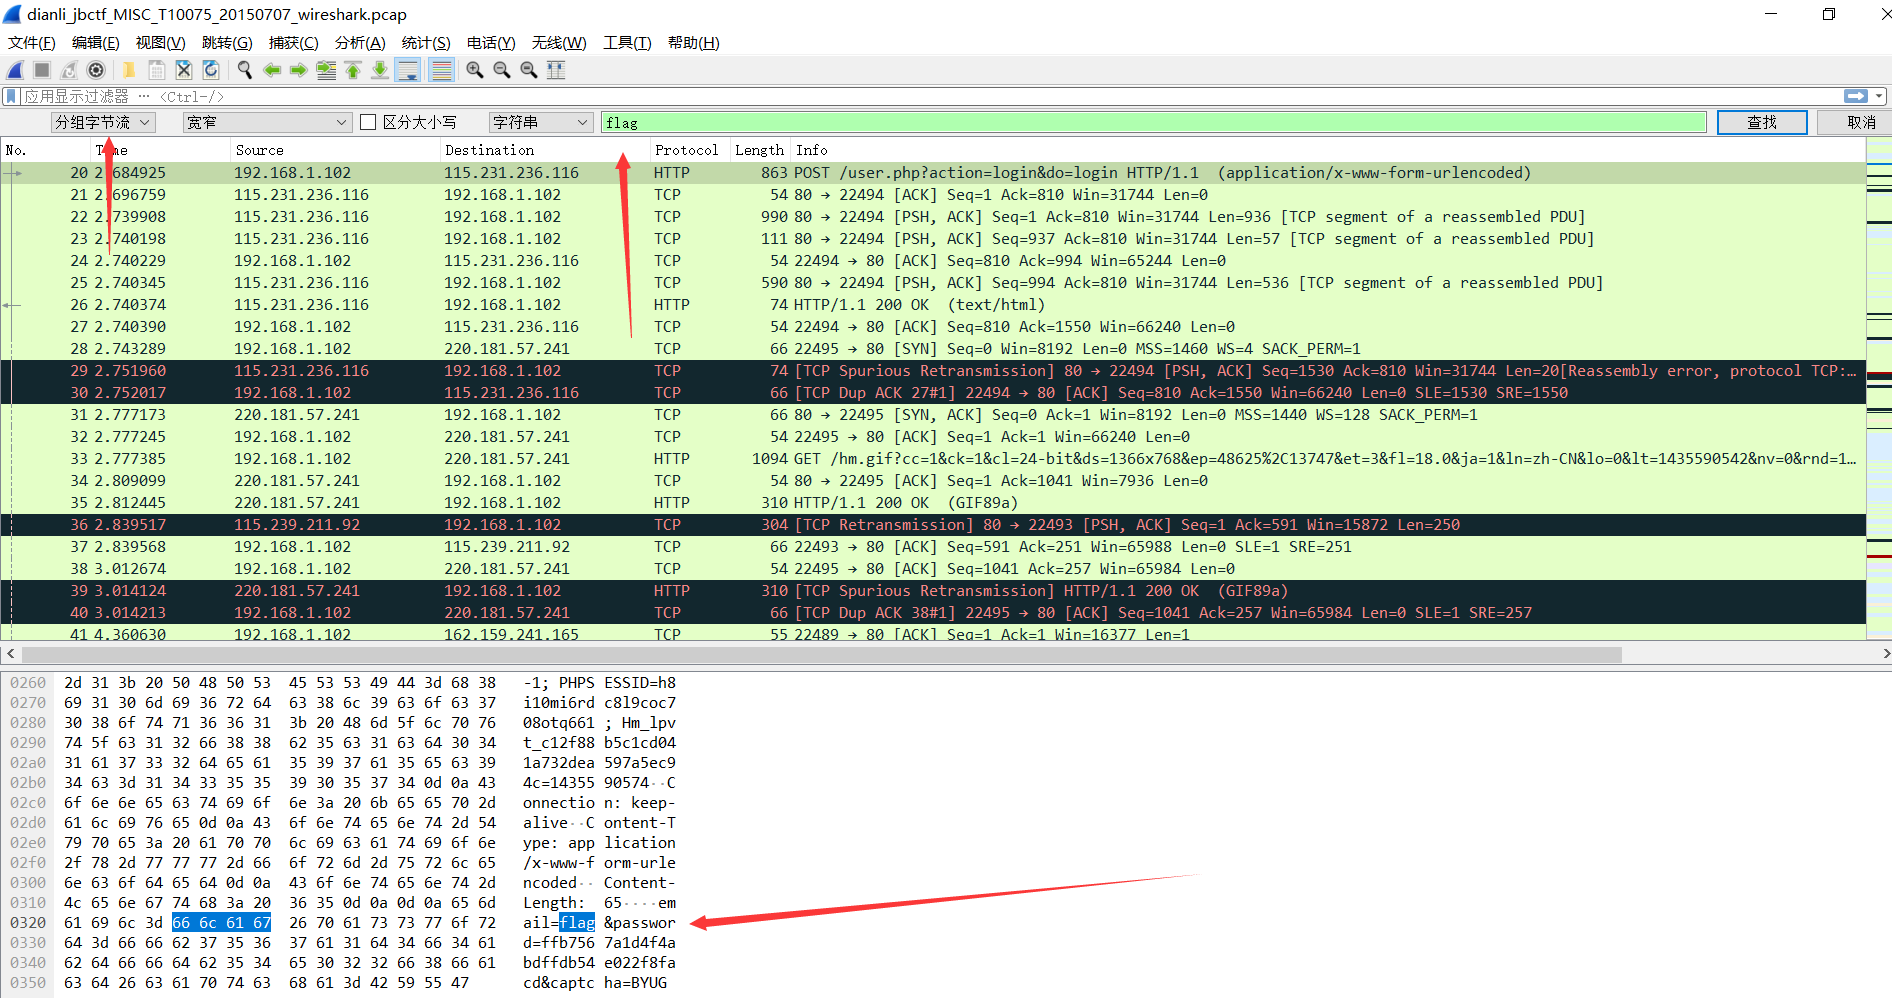 dianli_jbctf_MISC_T10075_20150707_wireshark.pcap
文件(F) 编辑(E) 视图(V) 跳转(G) 捕获(C) 分析(A) 统计(S) 电话(Y) 无线(W) 工具(T) 帮助(H)
应用显示过滤器 … <Ctrl-/>
分组字节流 宽窄 区分大小写 字符串 flag 查找 取消
No. Time Source Destination Protocol Length Info
20 2.684925 192.168.1.102 115.231.236.116 HTTP 863 POST /user.php?action=login&do=login HTTP/1.1  (application/x-www-form-urlencoded)
21 2.696759 115.231.236.116 192.168.1.102 TCP 54 80 → 22494 [ACK] Seq=1 Ack=810 Win=31744 Len=0
22 2.739908 115.231.236.116 192.168.1.102 TCP 990 80 → 22494 [PSH, ACK] Seq=1 Ack=810 Win=31744 Len=936 [TCP segment of a reassembled PDU]
23 2.740198 115.231.236.116 192.168.1.102 TCP 111 80 → 22494 [PSH, ACK] Seq=937 Ack=810 Win=31744 Len=57 [TCP segment of a reassembled PDU]
24 2.740229 192.168.1.102 115.231.236.116 TCP 54 22494 → 80 [ACK] Seq=810 Ack=994 Win=65244 Len=0
25 2.740345 115.231.236.116 192.168.1.102 TCP 590 80 → 22494 [PSH, ACK] Seq=994 Ack=810 Win=31744 Len=536 [TCP segment of a reassembled PDU]
26 2.740374 115.231.236.116 192.168.1.102 HTTP 74 HTTP/1.1 200 OK  (text/html)
27 2.740390 192.168.1.102 115.231.236.116 TCP 54 22494 → 80 [ACK] Seq=810 Ack=1550 Win=66240 Len=0
28 2.743289 192.168.1.102 220.181.57.241 TCP 66 22495 → 80 [SYN] Seq=0 Win=8192 Len=0 MSS=1460 WS=4 SACK_PERM=1
29 2.751960 115.231.236.116 192.168.1.102 TCP 74 [TCP Spurious Retransmission] 80 → 22494 [PSH, ACK] Seq=1530 Ack=810 Win=31744 Len=20[Reassembly error, protocol TCP:…
30 2.752017 192.168.1.102 115.231.236.116 TCP 66 [TCP Dup ACK 27#1] 22494 → 80 [ACK] Seq=810 Ack=1550 Win=66240 Len=0 SLE=1530 SRE=1550
31 2.777173 220.181.57.241 192.168.1.102 TCP 66 80 → 22495 [SYN, ACK] Seq=0 Ack=1 Win=8192 Len=0 MSS=1440 WS=128 SACK_PERM=1
32 2.777245 192.168.1.102 220.181.57.241 TCP 54 22495 → 80 [ACK] Seq=1 Ack=1 Win=66240 Len=0
33 2.777385 192.168.1.102 220.181.57.241 HTTP 1094 GET /hm.gif?cc=1&ck=1&cl=24-bit&ds=1366x768&ep=48625%2C13747&et=3&fl=18.0&ja=1&ln=zh-CN&lo=0&lt=1435590542&nv=0&rnd=1…
34 2.809099 220.181.57.241 192.168.1.102 TCP 54 80 → 22495 [ACK] Seq=1 Ack=1041 Win=7936 Len=0
35 2.812445 220.181.57.241 192.168.1.102 HTTP 310 HTTP/1.1 200 OK  (GIF89a)
36 2.839517 115.239.211.92 192.168.1.102 TCP 304 [TCP Retransmission] 80 → 22493 [PSH, ACK] Seq=1 Ack=591 Win=15872 Len=250
37 2.839568 192.168.1.102 115.239.211.92 TCP 66 22493 → 80 [ACK] Seq=591 Ack=251 Win=65988 Len=0 SLE=1 SRE=251
38 3.012674 192.168.1.102 220.181.57.241 TCP 54 22495 → 80 [ACK] Seq=1041 Ack=257 Win=65984 Len=0
39 3.014124 220.181.57.241 192.168.1.102 HTTP 310 [TCP Spurious Retransmission] HTTP/1.1 200 OK  (GIF89a)
40 3.014213 192.168.1.102 220.181.57.241 TCP 66 [TCP Dup ACK 38#1] 22495 → 80 [ACK] Seq=1041 Ack=257 Win=65984 Len=0 SLE=1 SRE=257
41 4.360630 192.168.1.102 162.159.241.165 TCP 55 22489 → 80 [ACK] Seq=1 Ack=1 Win=16377 Len=1
0260 2d 31 3b 20 50 48 50 53 45 53 53 49 44 3d 68 38 -1; PHPS ESSID=h8
0270 69 31 30 6d 69 36 72 64 63 38 6c 39 63 6f 63 37 i10mi6rd c8l9coc7
0280 30 38 6f 74 71 36 36 31 3b 20 48 6d 5f 6c 70 76 08otq661 ; Hm_lpv
0290 74 5f 63 31 32 66 38 38 62 35 63 31 63 64 30 34 t_c12f88 b5c1cd04
02a0 31 61 37 33 32 64 65 61 35 39 37 61 35 65 63 39 1a732dea 597a5ec9
02b0 34 63 3d 31 34 33 35 35 39 30 35 37 34 0d 0a 43 4c=14355 90574··C
02c0 6f 6e 6e 65 63 74 69 6f 6e 3a 20 6b 65 65 70 2d onnectio n: keep-
02d0 61 6c 69 76 65 0d 0a 43 6f 6e 74 65 6e 74 2d 54 alive··C ontent-T
02e0 79 70 65 3a 20 61 70 70 6c 69 63 61 74 69 6f 6e ype: app lication
02f0 2f 78 2d 77 77 77 2d 66 6f 72 6d 2d 75 72 6c 65 /x-www-f orm-urle
0300 6e 63 6f 64 65 64 0d 0a 43 6f 6e 74 65 6e 74 2d ncoded·· Content-
0310 4c 65 6e 67 74 68 3a 20 36 35 0d 0a 0d 0a 65 6d Length:  65····em
0320 61 69 6c 3d 66 6c 61 67 26 70 61 73 73 77 6f 72 ail=flag &passwor
0330 64 3d 66 66 62 37 35 36 37 61 31 64 34 66 34 61 d=ffb756 7a1d4f4a
0340 62 64 66 66 64 62 35 34 65 30 32 32 66 38 66 61 bdffdb54 e022f8fa
0350 63 64 26 63 61 70 74 63 68 61 3d 42 59 55 47 cd&captc ha=BYUG